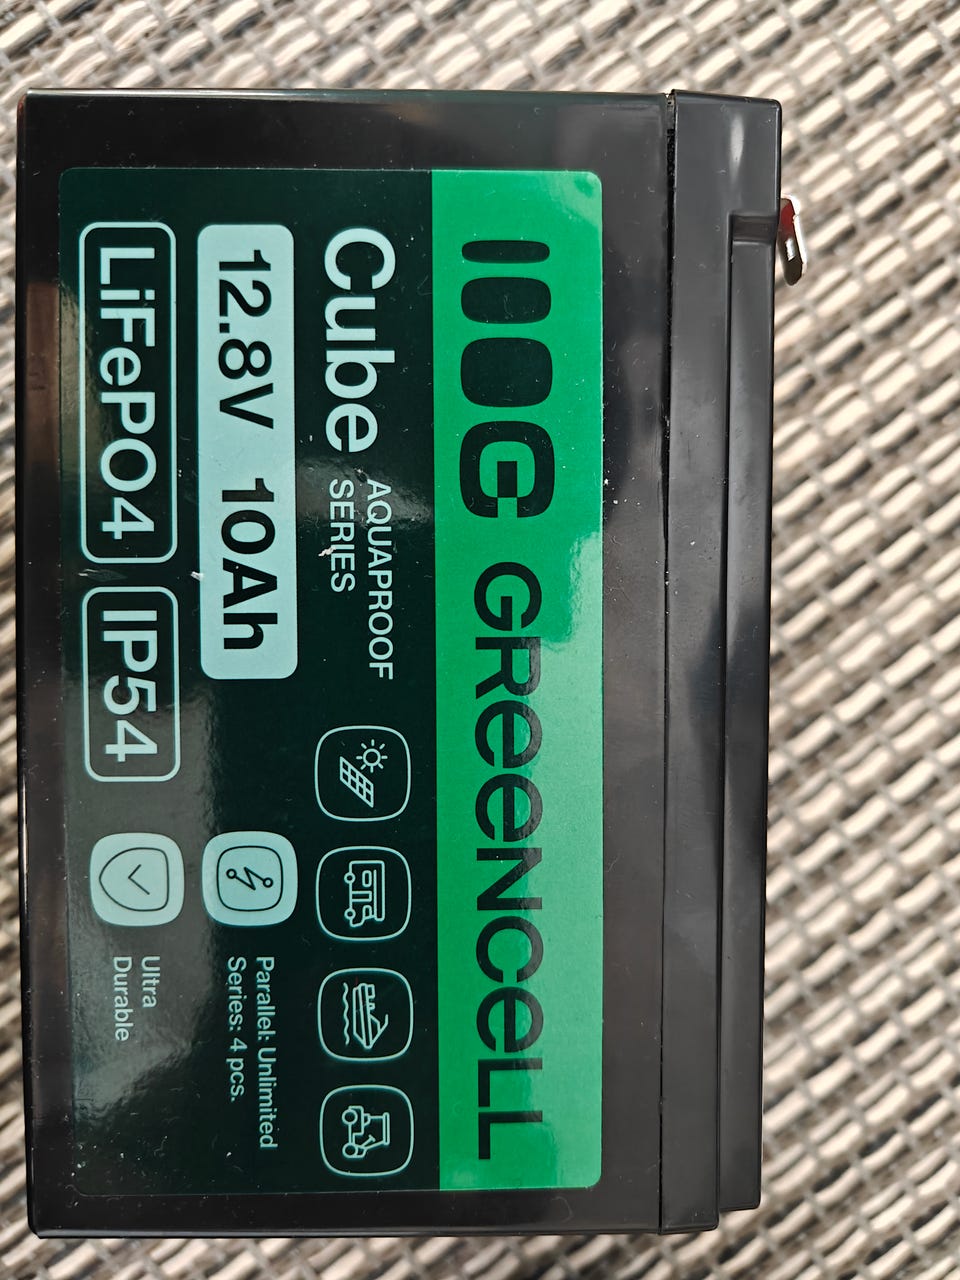 GREENCELL
Cube AQUAPROOF
SERIES
12.8V 10Ah
Parallel: Unlimited
Series: 4 pcs.
LiFePO4 IP54
Ultra
Durable